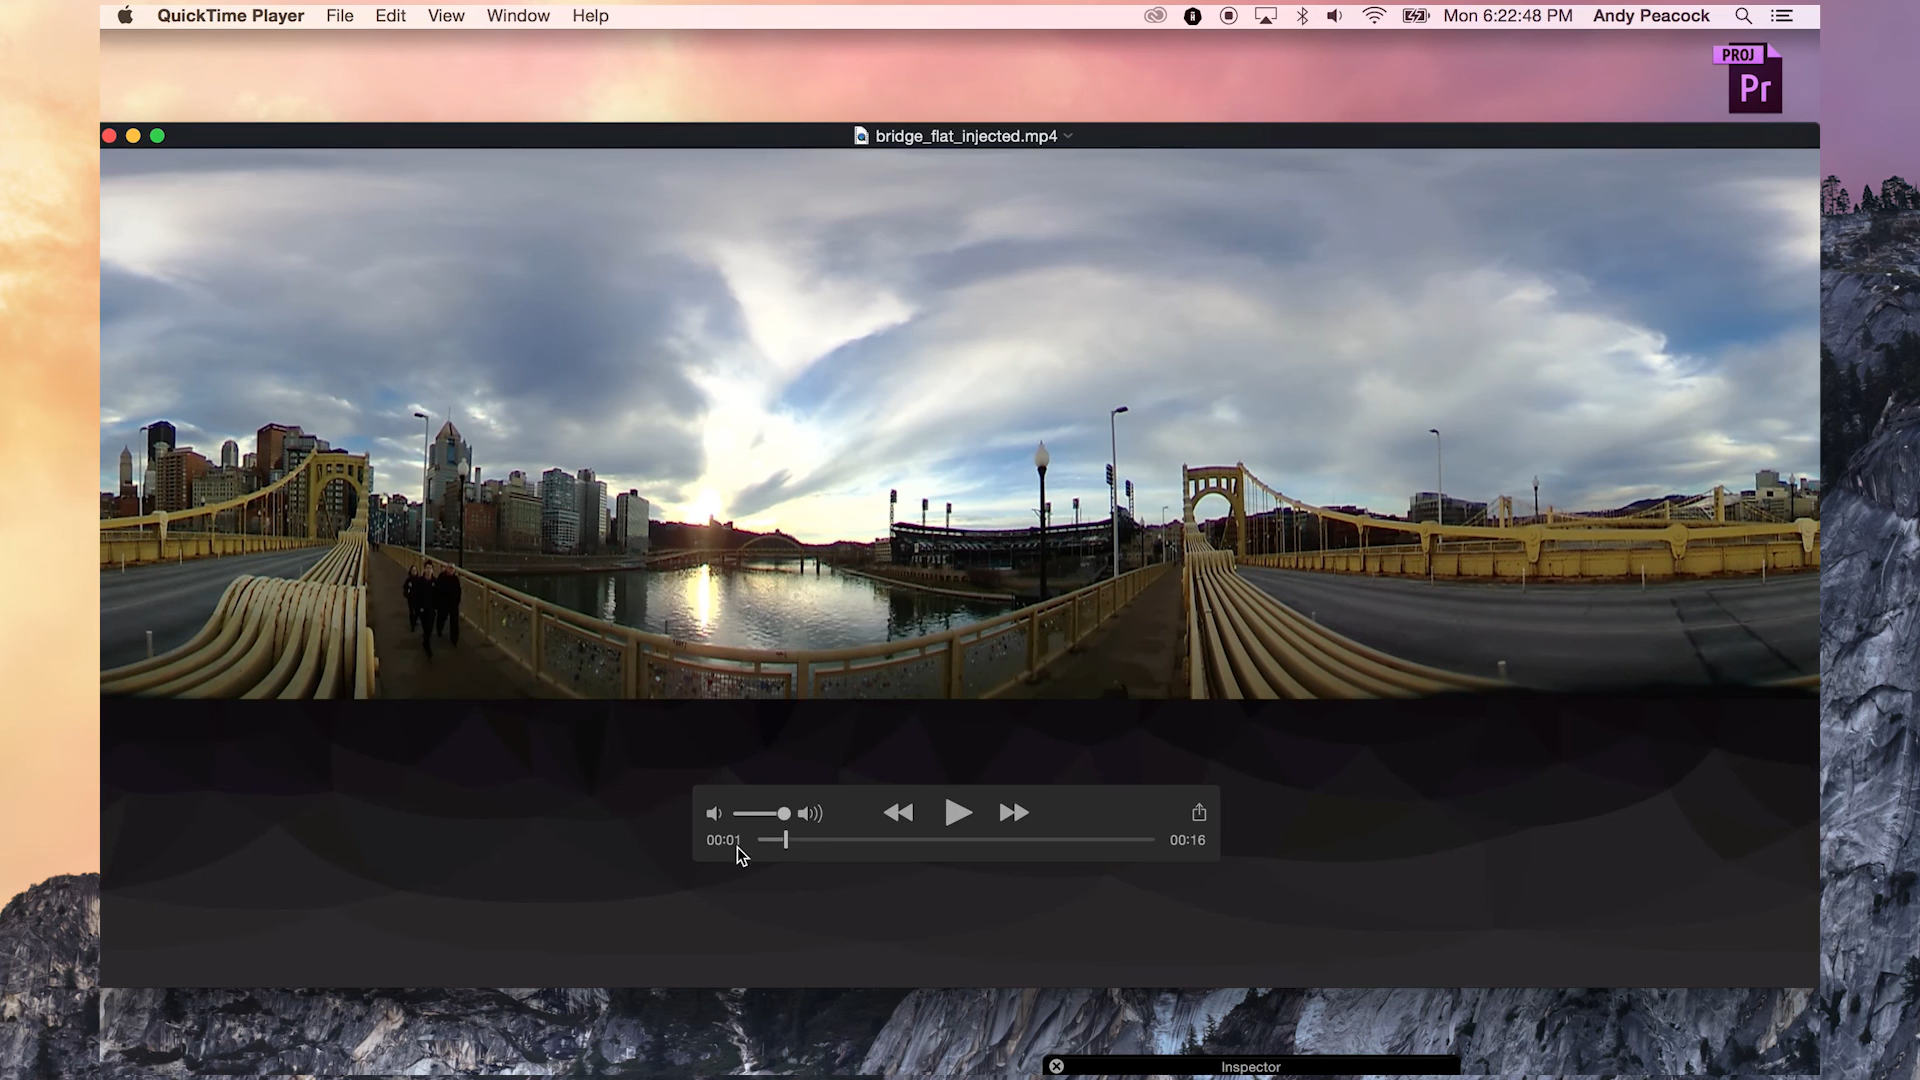 QuickTime Player File Edit View Window Help Mon 6:22:48 PM Andy Peacock
PROJ
Pr
bridge_flat_injected.mp4
00:01 00:16
Inspector